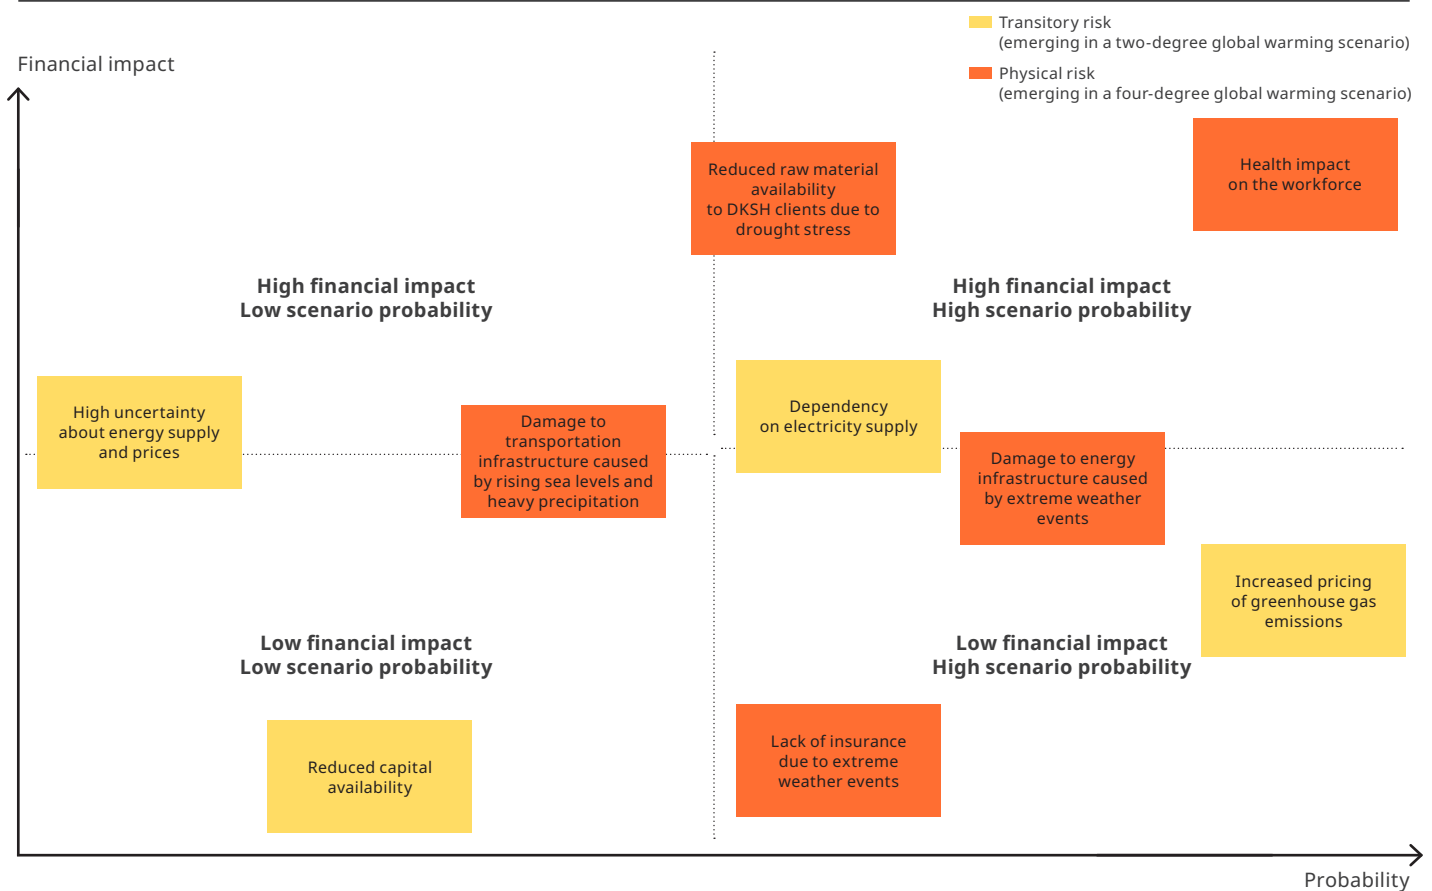 Transitory risk
(emerging in a two-degree global warming scenario)
Financial impact
Physical risk
(emerging in a four-degree global warming scenario)
Reduced raw material
availability
to DKSH clients due to
drought stress
Health impact
on the workforce
High financial impact
Low scenario probability
High financial impact
High scenario probability
High uncertainty
about energy supply
and prices
Damage to
transportation
infrastructure caused
by rising sea levels and
heavy precipitation
Dependency
on electricity supply
Damage to energy
infrastructure caused
by extreme weather
events
Increased pricing
of greenhouse gas
emissions
Low financial impact
Low scenario probability
Low financial impact
High scenario probability
Reduced capital
availability
Lack of insurance
due to extreme
weather events
Probability